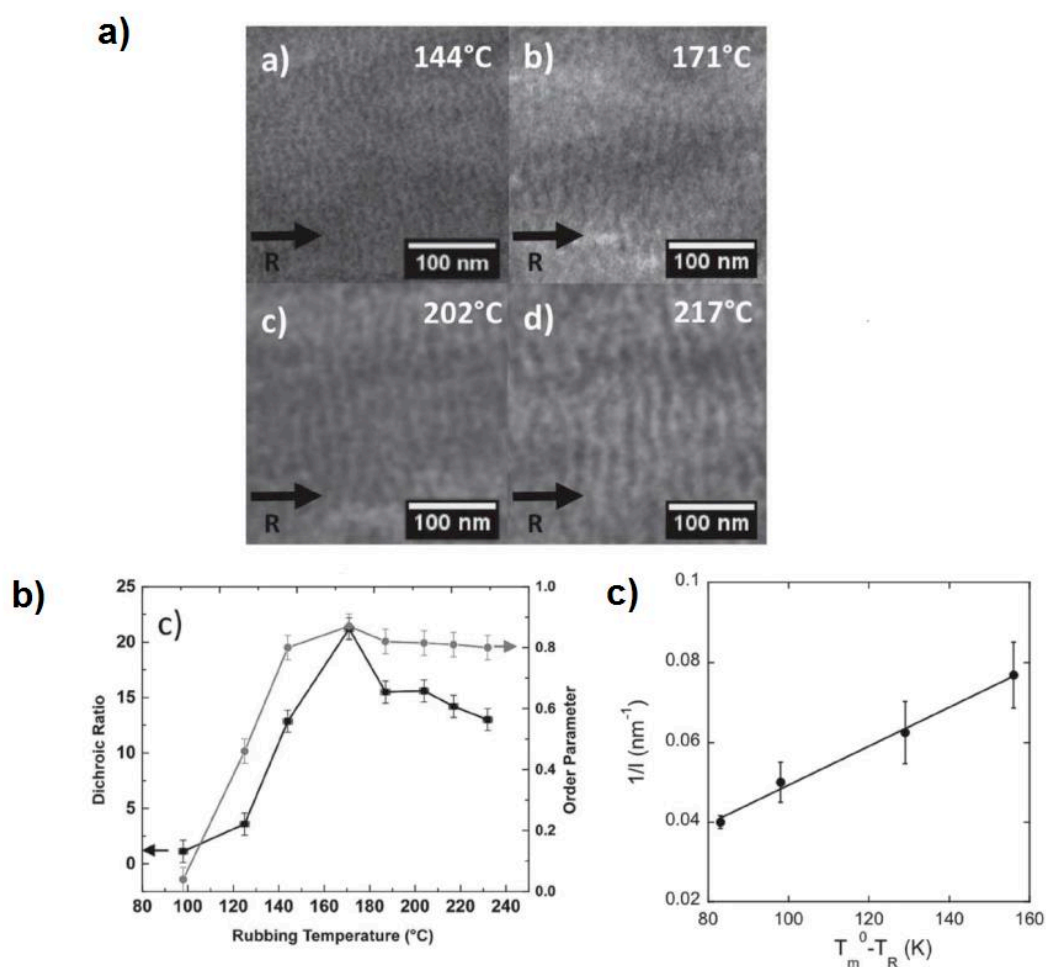 a)
a) 144°C b) 171°C
R 100 nm R 100 nm
c) 202°C d) 217°C
R 100 nm R 100 nm
b)
c)
25
20
15
10
5
0
Dichroic Ratio
80 100 120 140 160 180 200 220 240
Rubbing Temperature (°C)
1.0
0.8
0.6
0.4
0.2
0.0
Order Parameter
c)
0.1
0.08
0.06
0.04
0.02
1/l (nm⁻¹)
80 100 120 140 160
Tₘ⁰-T_R (K)